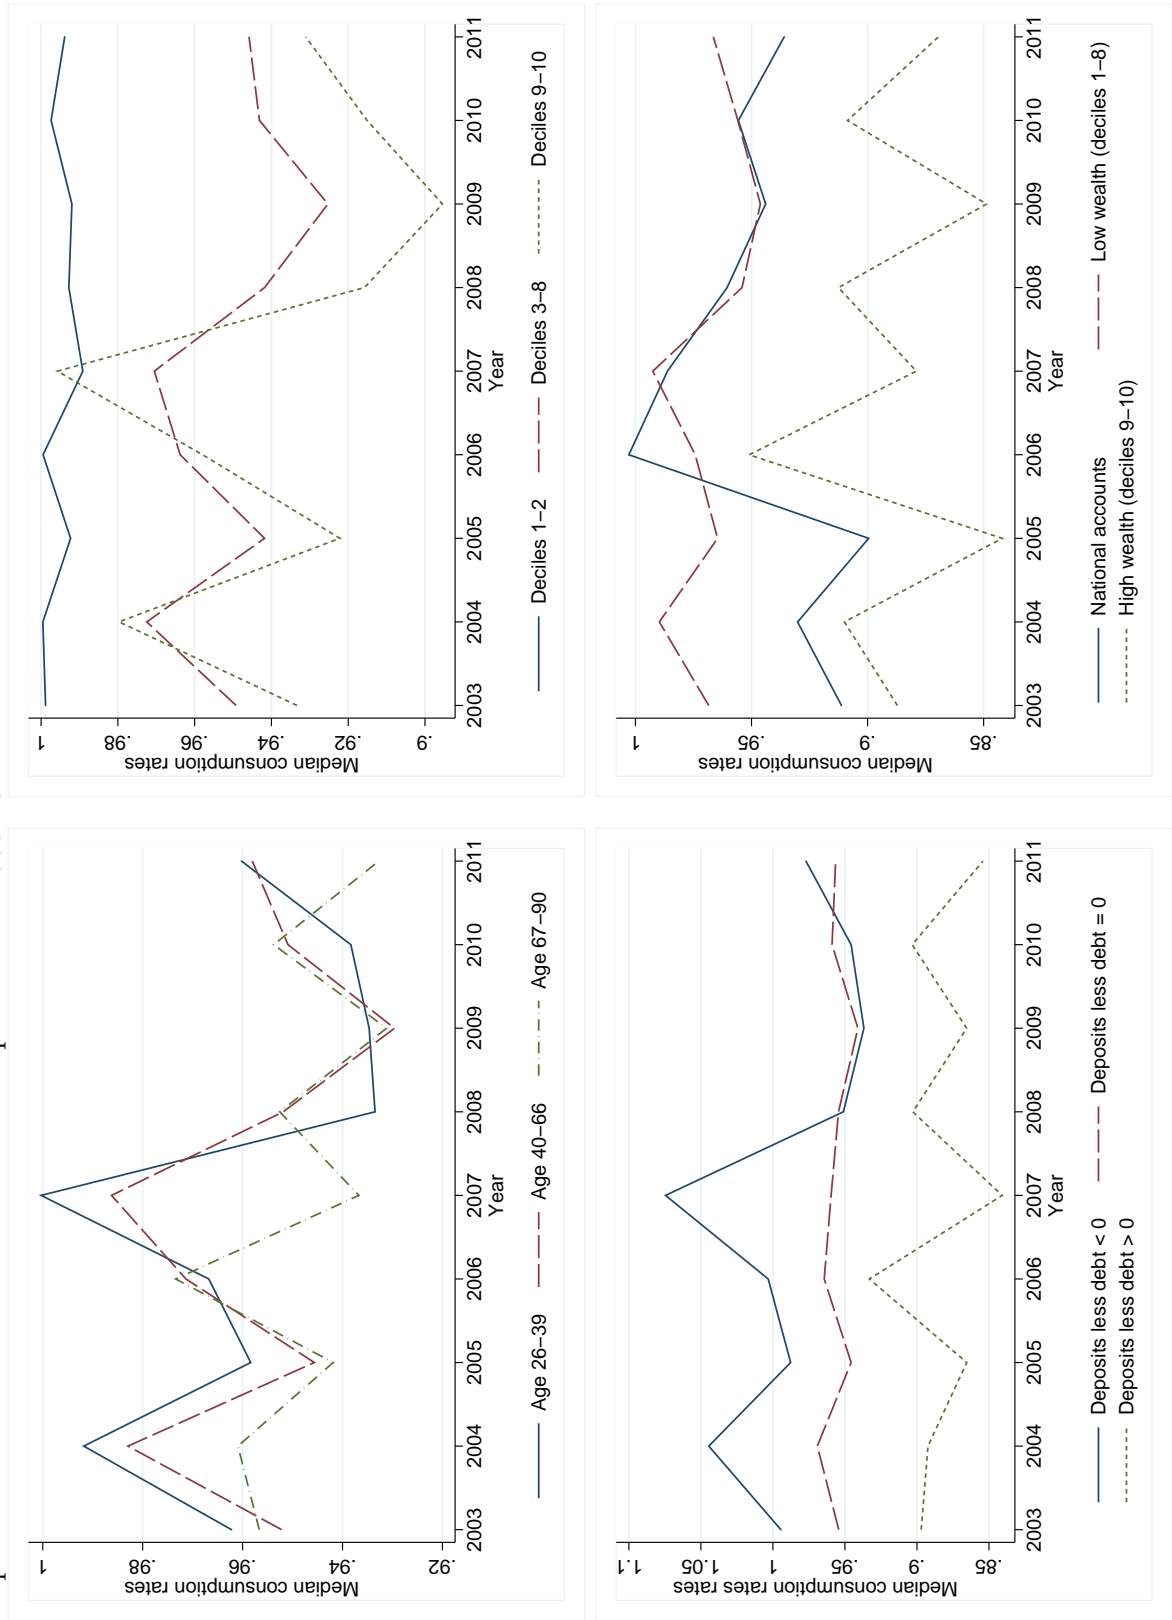 Median consumption rates
1
.98
.96
.94
.92
2003 2004 2005 2006 2007 2008 2009 2010 2011
Year
Age 26–39 Age 40–66 Age 67–90
Median consumption rates
1
.98
.96
.94
.92
.9
2003 2004 2005 2006 2007 2008 2009 2010 2011
Year
Deciles 1–2 Deciles 3–8 Deciles 9–10
Median consumption rates
1.1
1.05
1
.95
.9
.85
2003 2004 2005 2006 2007 2008 2009 2010 2011
Year
Deposits less debt < 0 Deposits less debt = 0
Deposits less debt > 0
Median consumption rates
1
.95
.9
.85
2003 2004 2005 2006 2007 2008 2009 2010 2011
Year
National accounts Low wealth (deciles 1–8)
High wealth (deciles 9–10)